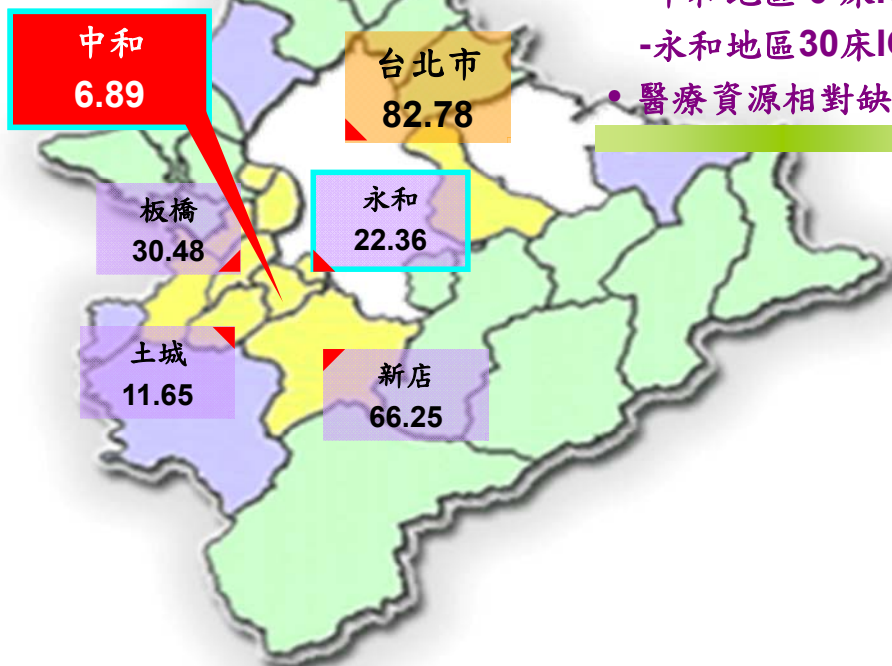 -永和地區30床IC
• 醫療資源相對缺
中和
6.89
台北市
82.78
板橋
30.48
永和
22.36
土城
11.65
新店
66.25